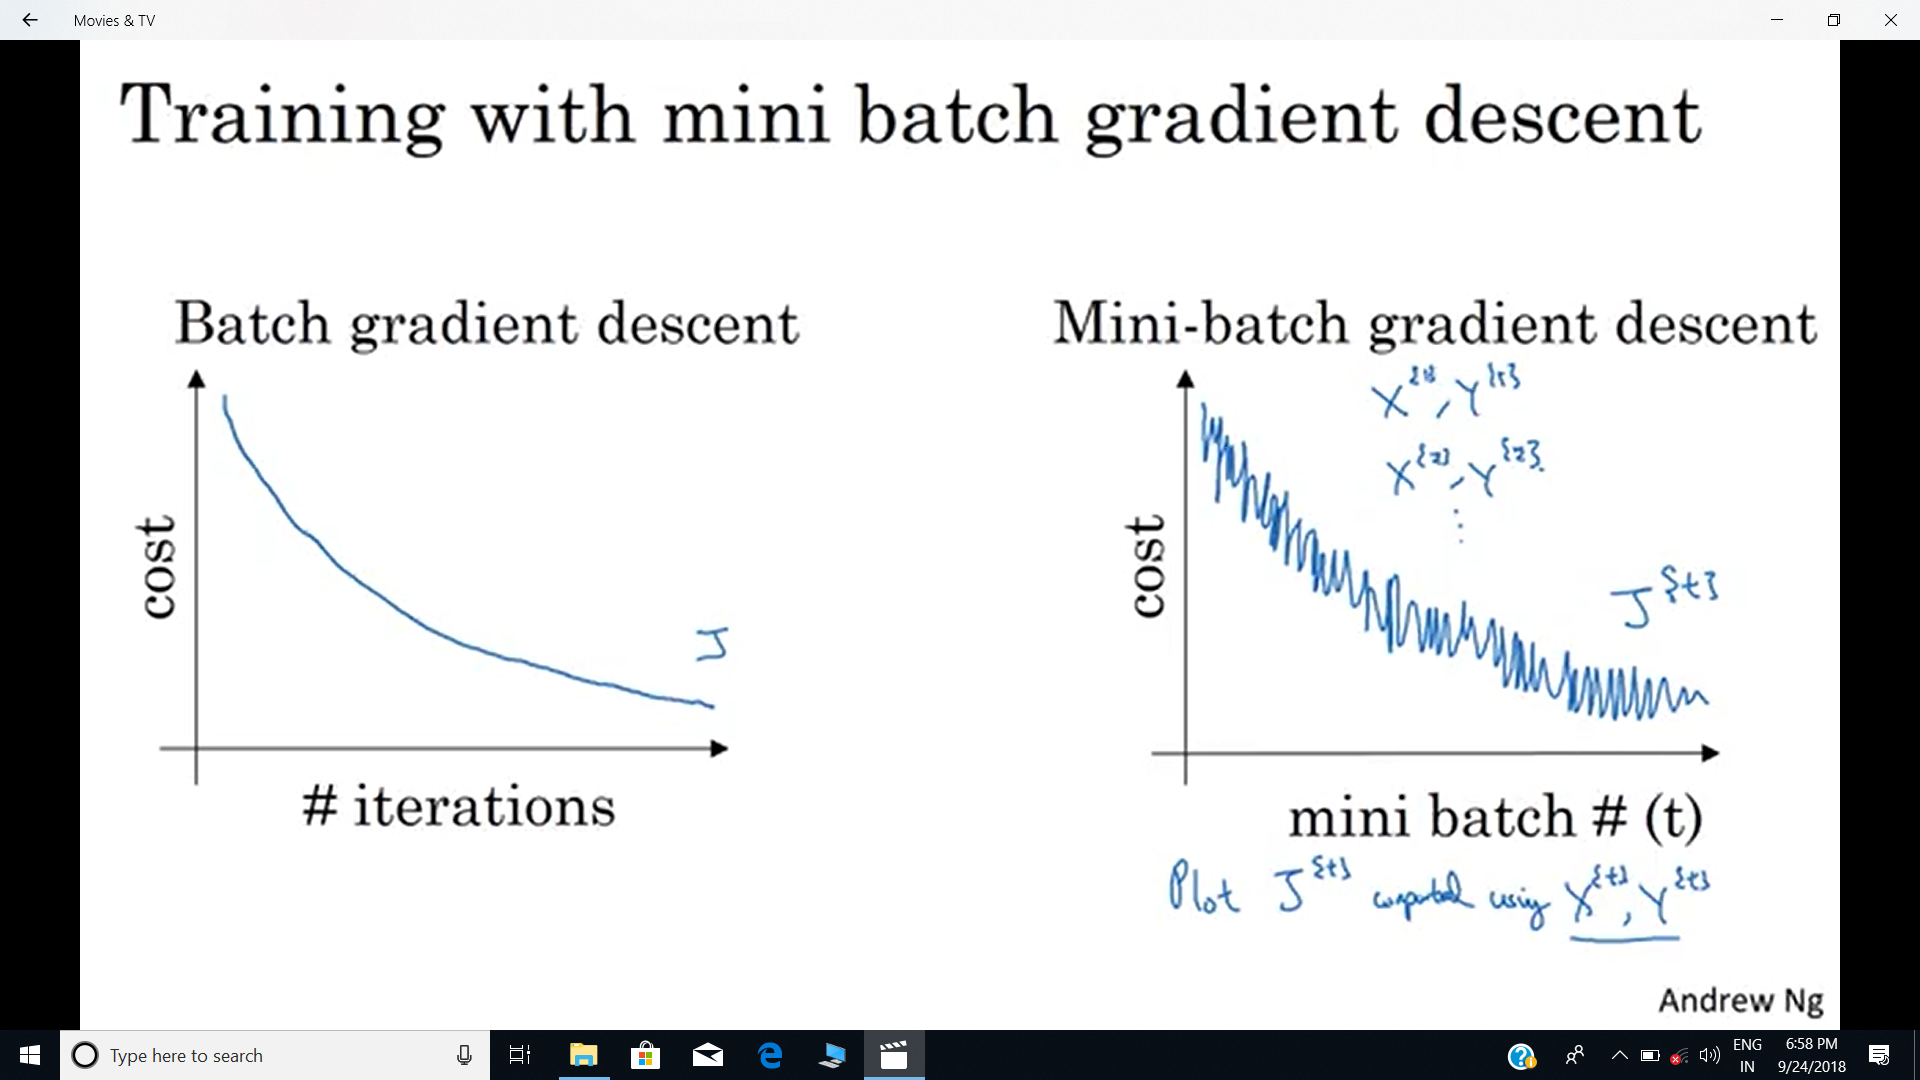 Movies & TV
Training with mini batch gradient descent
Batch gradient descent
cost
J
# iterations
Mini-batch gradient descent
X{1}, Y{1}
X{2}, Y{2}
⋮
cost
J{t}
mini batch # (t)
Plot J{t} computed using X{t}, Y{t}
Andrew Ng
Type here to search
ENG
IN
6:58 PM
9/24/2018